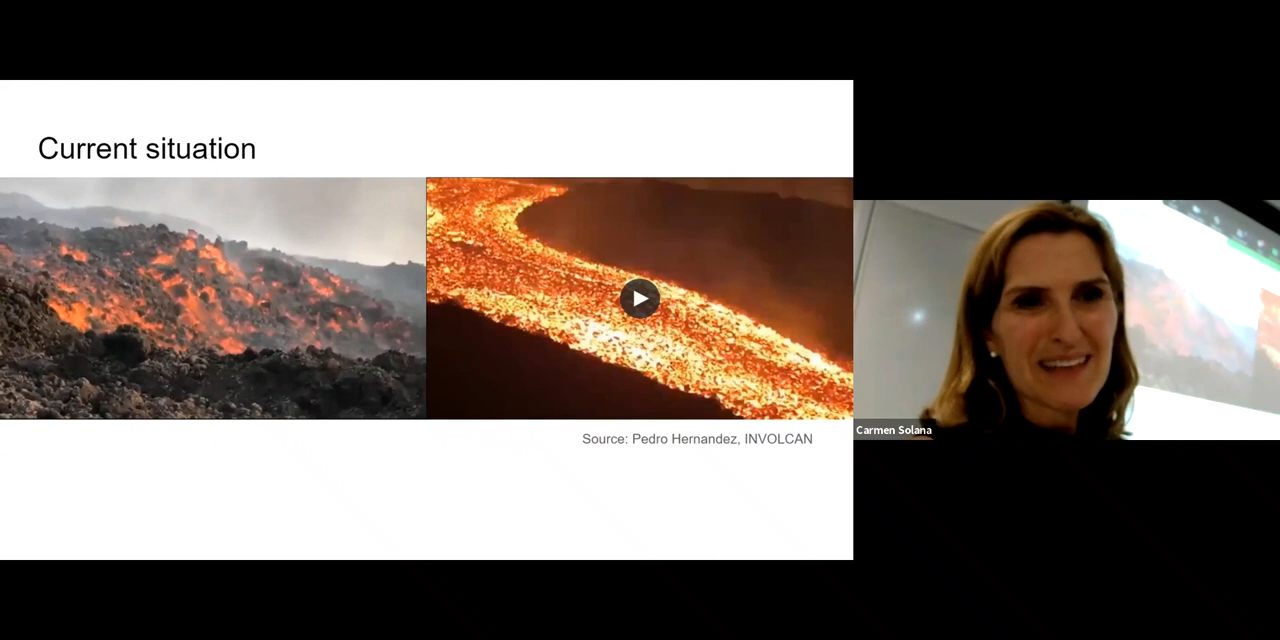 Current situation
Source: Pedro Hernandez, INVOLCAN
Carmen Solana